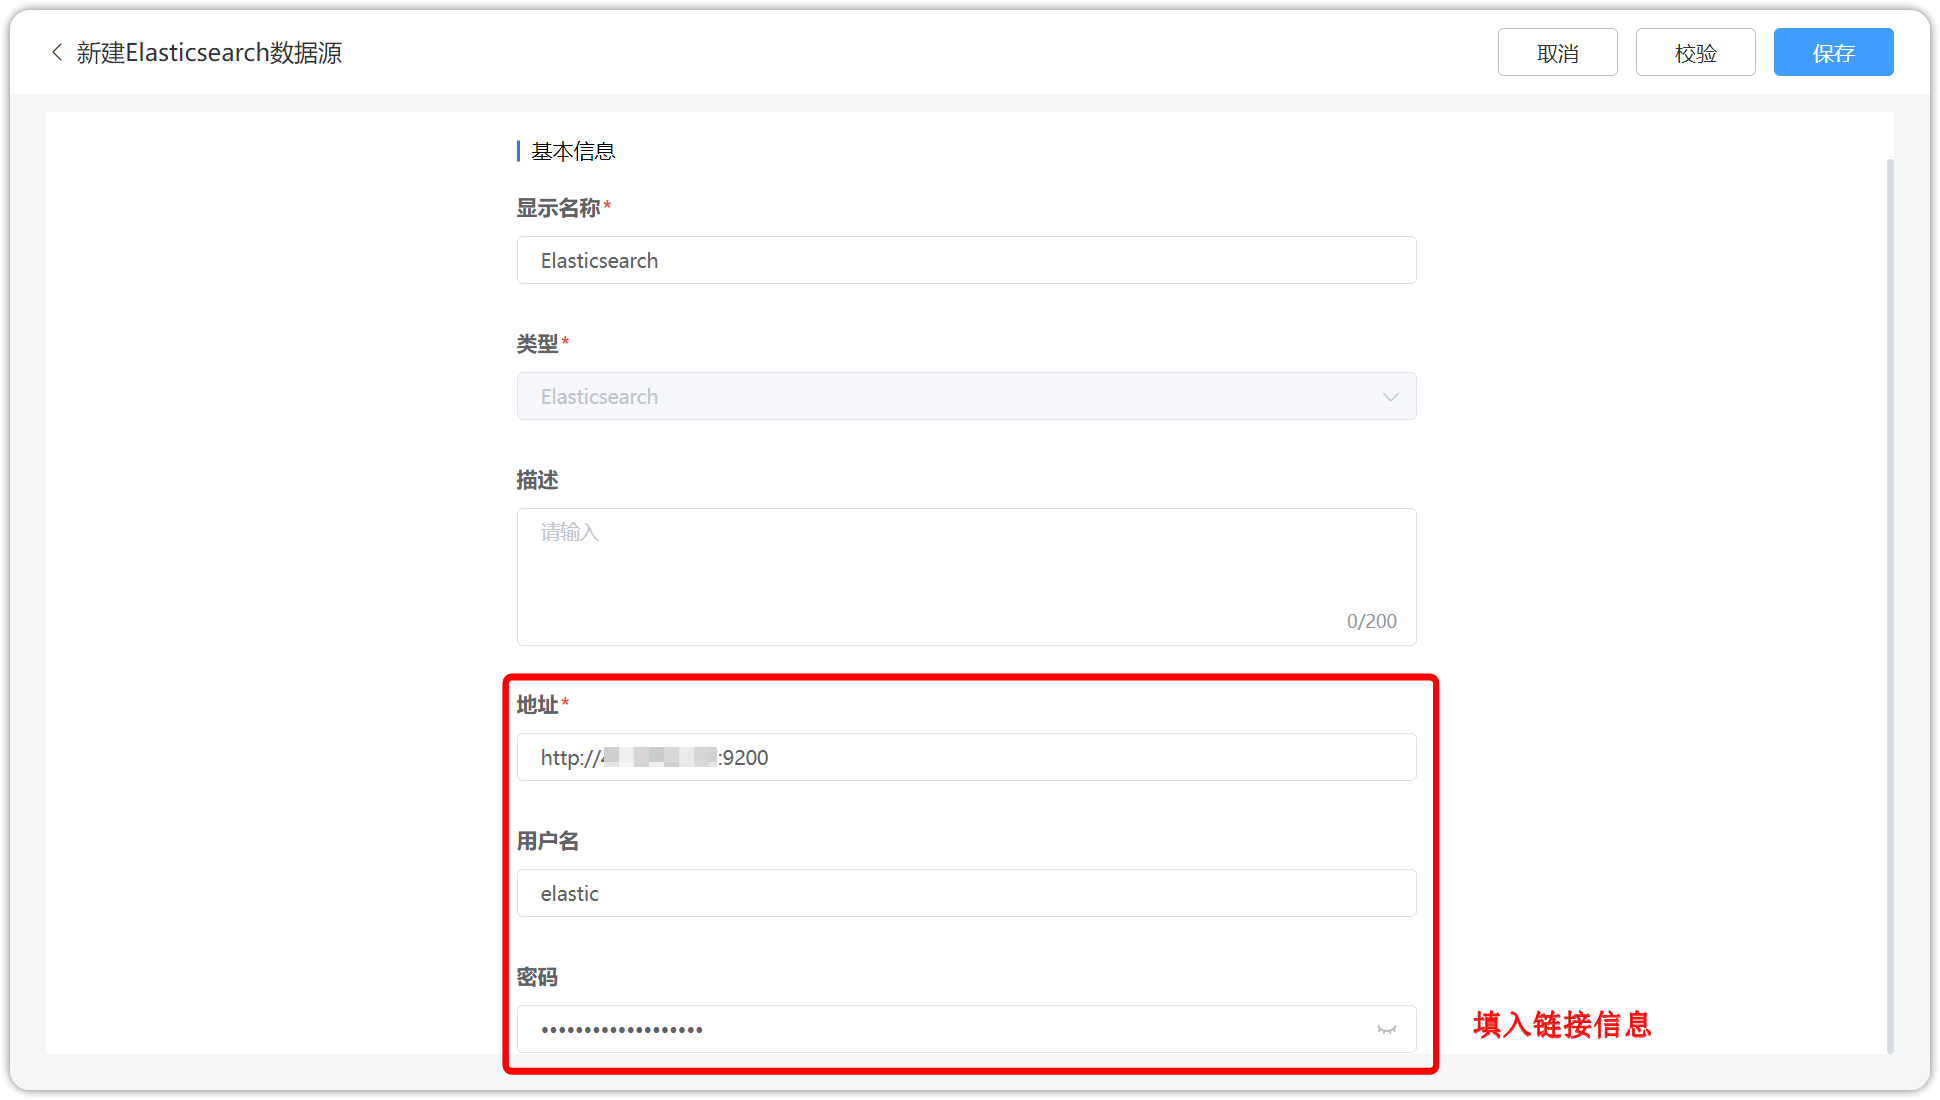 新建Elasticsearch数据源
取消
校验
保存
基本信息
显示名称*
Elasticsearch
类型*
Elasticsearch
描述
请输入
0/200
地址*
http://:9200
用户名
elastic
密码
•••••••••••••••••••
填入链接信息